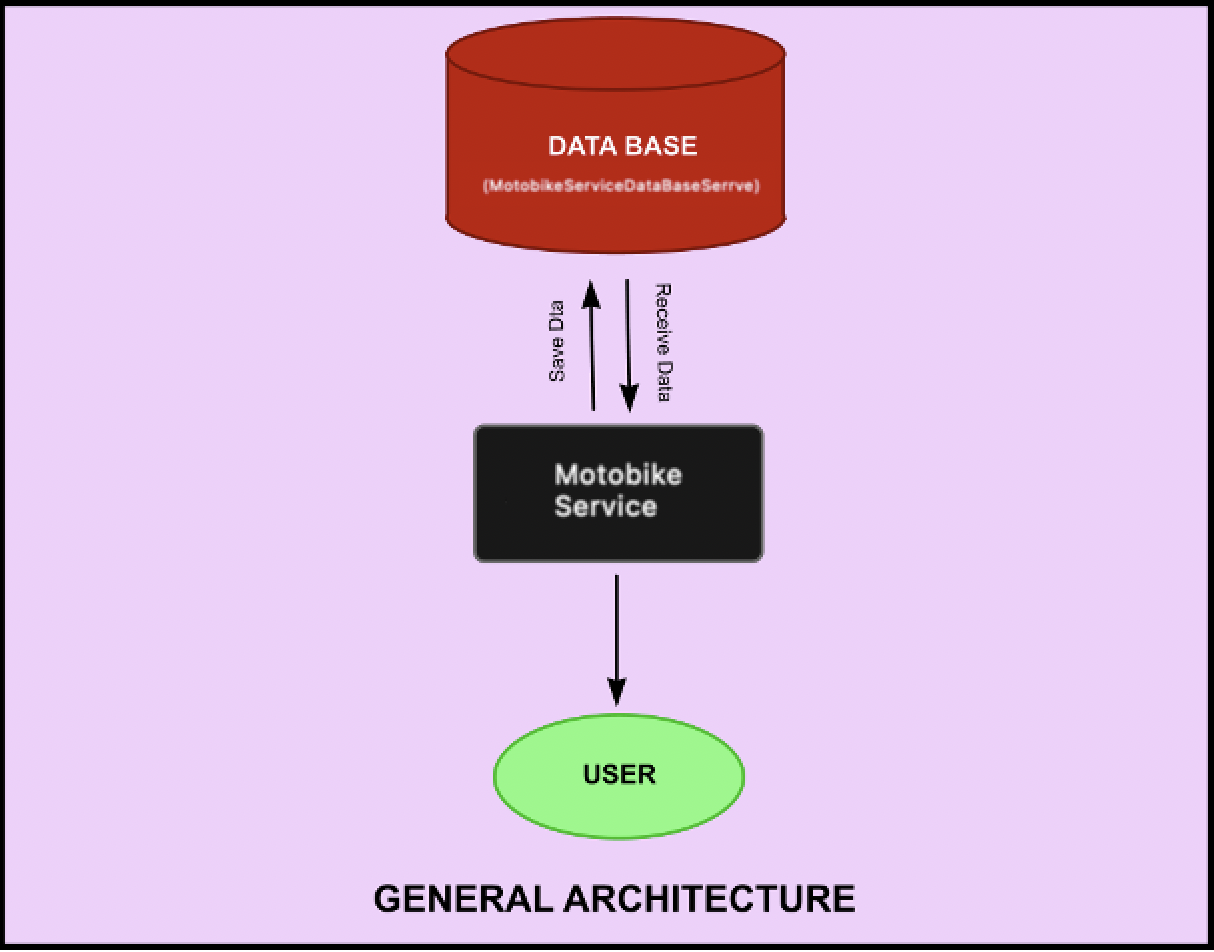 DATA BASE
(MotobikeServiceDataBaseSerrve)
Save Dta
Receive Data
Motobike
Service
USER
GENERAL ARCHITECTURE